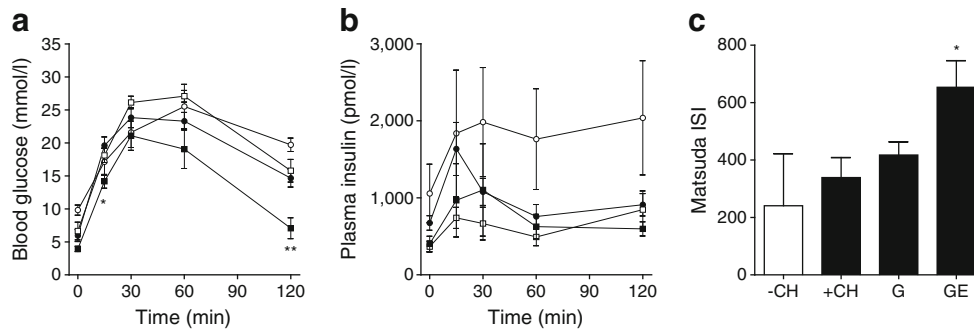 a
Blood glucose (mmol/l)
40
35
30
25
20
15
10
5
0
*
**
0 30 60 120
Time (min)
b
Plasma insulin (pmol/l)
3,000
2,000
1,000
0
0 30 60 120
Time (min)
c
Matsuda ISI
800
600
400
200
0
*
-CH +CH G GE